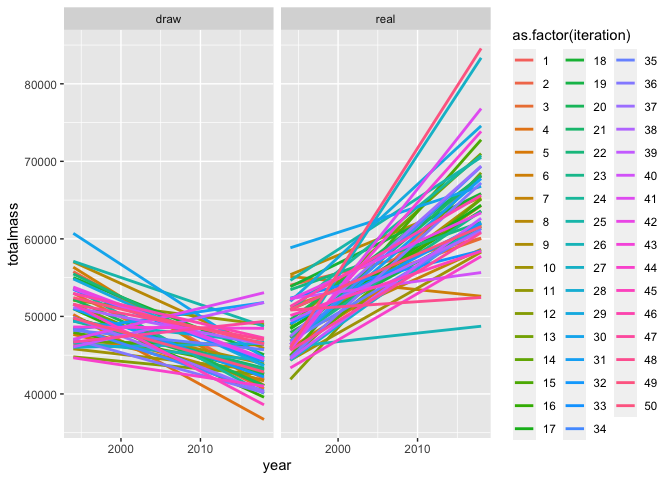 draw real
80000
70000
60000
50000
40000
totalmass
2000 2010 2000 2010
year
as.factor(iteration)
1 18 35
2 19 36
3 20 37
4 21 38
5 22 39
6 23 40
7 24 41
8 25 42
9 26 43
10 27 44
11 28 45
12 29 46
13 30 47
14 31 48
15 32 49
16 33 50
17 34